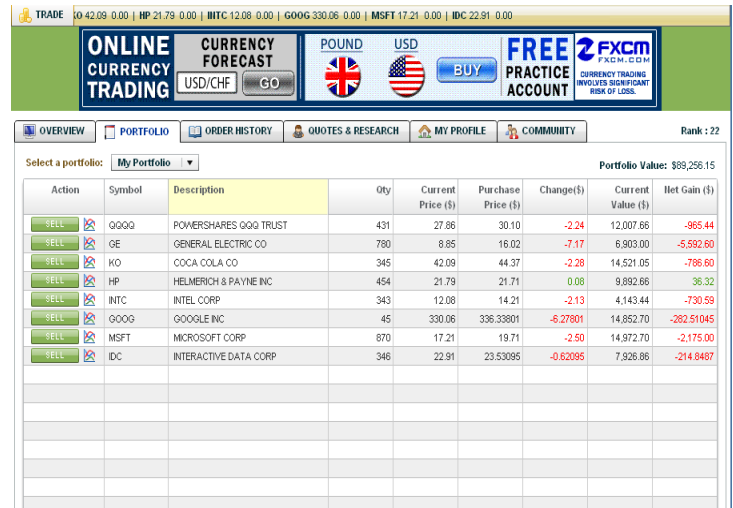 TRADE KO 42.09 0.00 | HP 21.79 0.00 | INTC 12.08 0.00 | GOOG 330.06 0.00 | MSFT 17.21 0.00 | IDC 22.91 0.00
ONLINE CURRENCY TRADING
CURRENCY FORECAST
USD/CHF GO
POUND USD
BUY
FREE PRACTICE ACCOUNT
FXCM
FXCM.COM
CURRENCY TRADING
INVOLVES SIGNIFICANT
RISK OF LOSS.
OVERVIEW PORTFOLIO ORDER HISTORY QUOTES & RESEARCH MY PROFILE COMMUNITY Rank : 22
Select a portfolio: My Portfolio
Portfolio Value: $89,256.15
Action Symbol Description Qty Current Price ($) Purchase Price ($) Change($) Current Value ($) Net Gain ($)
SELL QQQQ POWERSHARES QQQ TRUST 431 27.86 30.10 -2.24 12,007.66 -965.44
SELL GE GENERAL ELECTRIC CO 780 8.85 16.02 -7.17 6,903.00 -5,592.60
SELL KO COCA COLA CO 345 42.09 44.37 -2.28 14,521.05 -786.60
SELL HP HELMERICH & PAYNE INC 454 21.79 21.71 0.08 9,892.66 36.32
SELL INTC INTEL CORP 343 12.08 14.21 -2.13 4,143.44 -730.59
SELL GOOG GOOGLE INC 45 330.06 336.33801 -6.27801 14,852.70 -282.51045
SELL MSFT MICROSOFT CORP 870 17.21 19.71 -2.50 14,972.70 -2,175.00
SELL IDC INTERACTIVE DATA CORP 346 22.91 23.53095 -0.62095 7,926.86 -214.8487